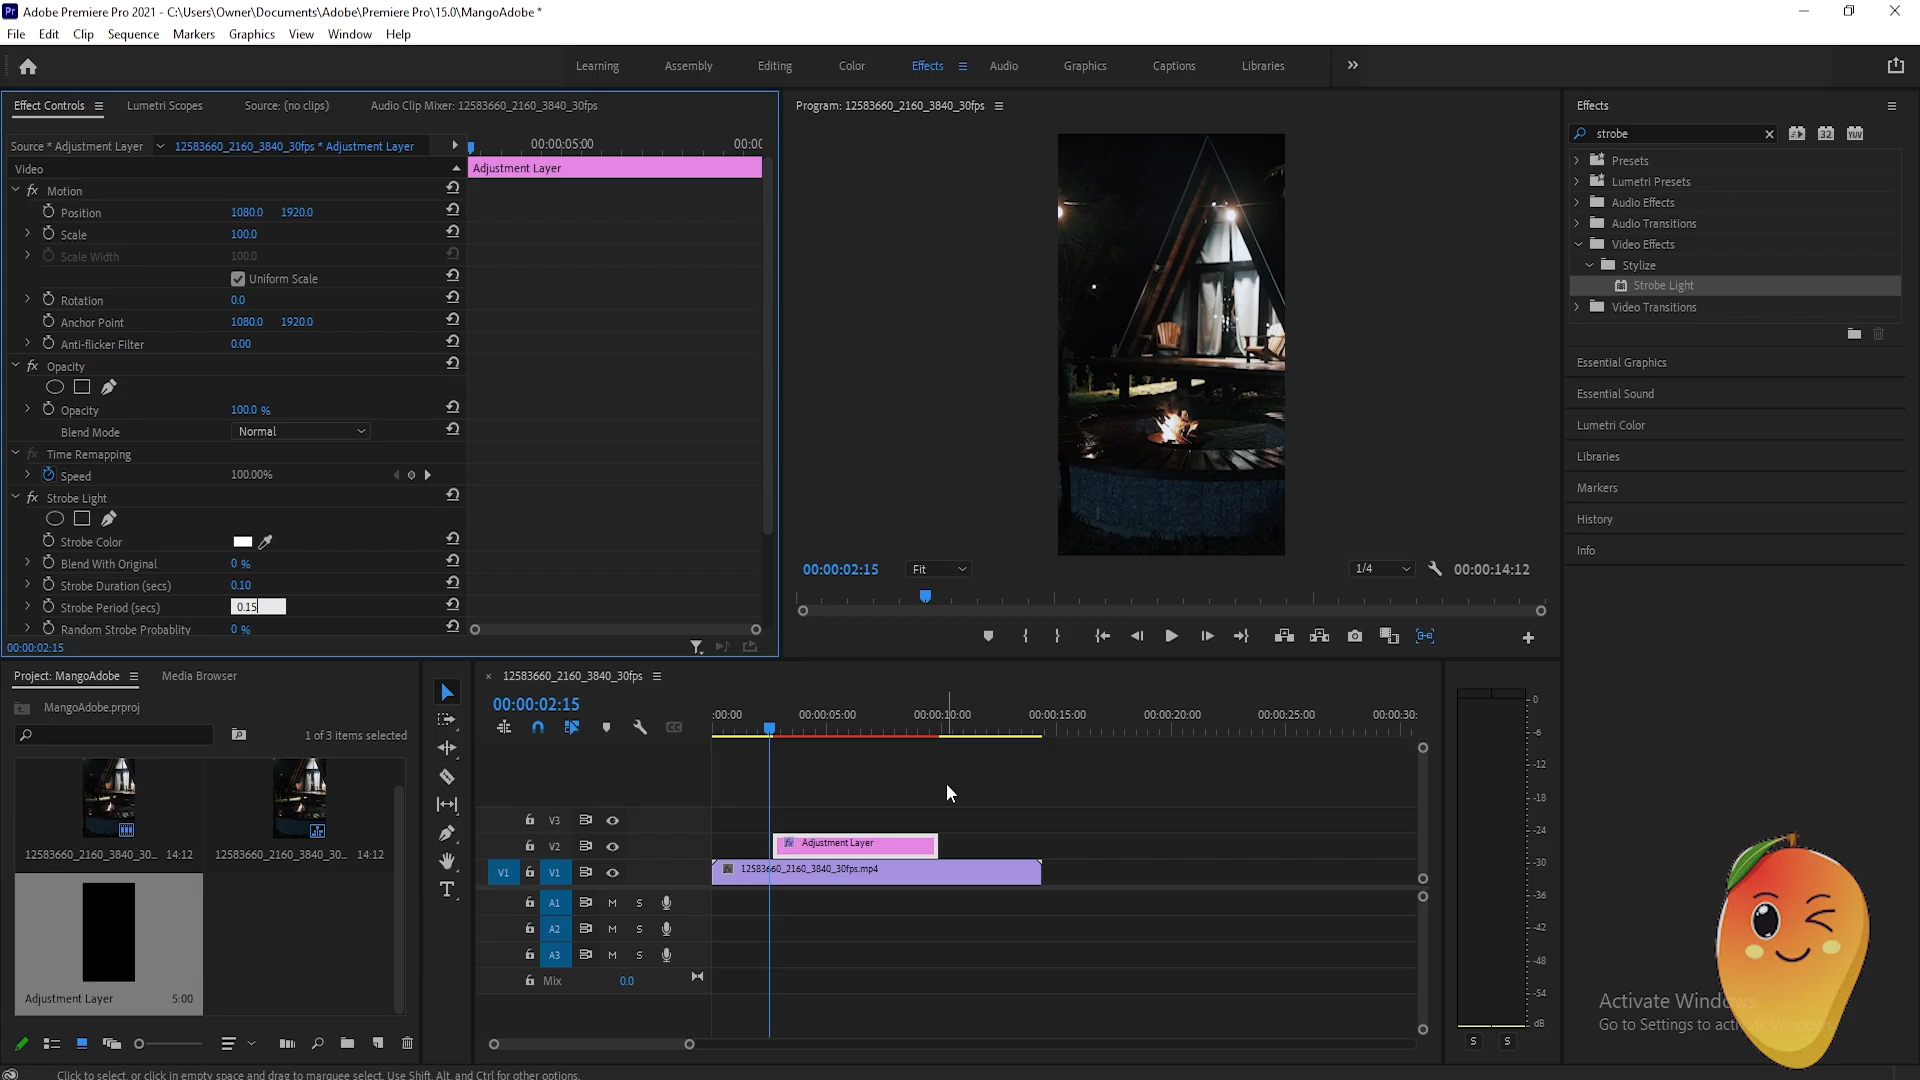 Adobe Premiere Pro 2021 - C:\Users\Owner\Documents\Adobe\Premiere Pro\15.0\MangoAdobe *
File Edit Clip Sequence Markers Graphics View Window Help
Learning Assembly Editing Color Effects Audio Graphics Captions Libraries
Effect Controls Lumetri Scopes Source: (no clips) Audio Clip Mixer: 12583660_2160_3840_30fps
Source * Adjustment Layer 12583660_2160_3840_30fps * Adjustment Layer
00:00:05:00 00:0
Video
Adjustment Layer
fx Motion
Position 1080.0 1920.0
Scale 100.0
Scale Width 100.0
Uniform Scale
Rotation 0.0
Anchor Point 1080.0 1920.0
Anti-flicker Filter 0.00
fx Opacity
Opacity 100.0 %
Blend Mode Normal
fx Time Remapping
Speed 100.00%
fx Strobe Light
Strobe Color
Blend With Original 0 %
Strobe Duration (secs) 0.10
Strobe Period (secs) 0.15
Random Strobe Probablity 0 %
00:00:02:15
Program: 12583660_2160_3840_30fps
00:00:02:15 Fit 1/4 00:00:14:12
Effects
strobe
32 YUV
Presets
Lumetri Presets
Audio Effects
Audio Transitions
Video Effects
Stylize
Strobe Light
Video Transitions
Essential Graphics
Essential Sound
Lumetri Color
Libraries
Markers
History
Info
Project: MangoAdobe Media Browser
MangoAdobe.prproj
1 of 3 items selected
12583660_2160_3840_30... 14:12
12583660_2160_3840_30... 14:12
Adjustment Layer 5:00
12583660_2160_3840_30fps
00:00:02:15
:00:00 00:00:05:00 00:00:10:00 00:00:15:00 00:00:20:00 00:00:25:00 00:00:30:
V3
V2 fx Adjustment Layer
V1 V1 12583660_2160_3840_30fps.mp4
A1 M S
A2 M S
A3 M S
Mix 0.0
0
-6
-12
-18
-24
-30
-36
-42
-48
-54
dB
S S
Activate Windows
Go to Settings to activate Windows.
Click to select, or click in empty space and drag to marquee select. Use Shift, Alt, and Ctrl for other options.